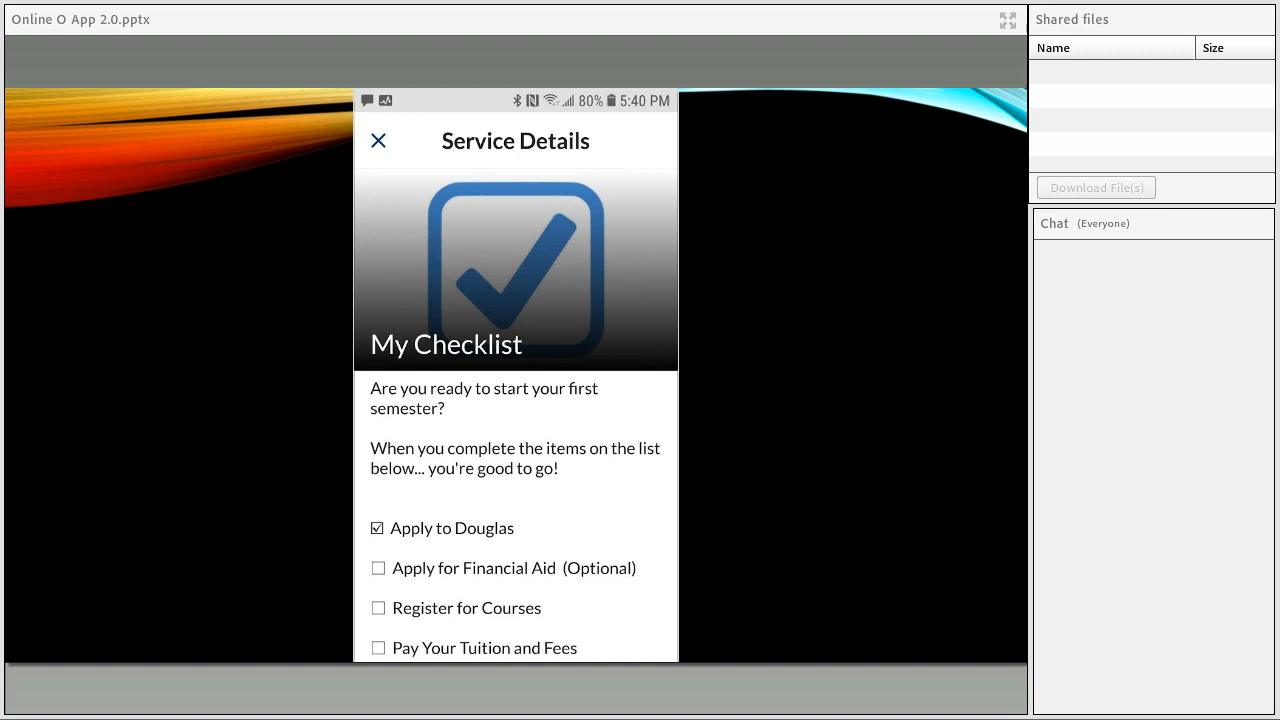 Online O App 2.0.pptx
Shared files
Name
Size
Download File(s)
Chat (Everyone)
80% 5:40 PM
Service Details
My Checklist
Are you ready to start your first
semester?
When you complete the items on the list
below... you're good to go!
☑ Apply to Douglas
☐ Apply for Financial Aid (Optional)
☐ Register for Courses
☐ Pay Your Tuition and Fees